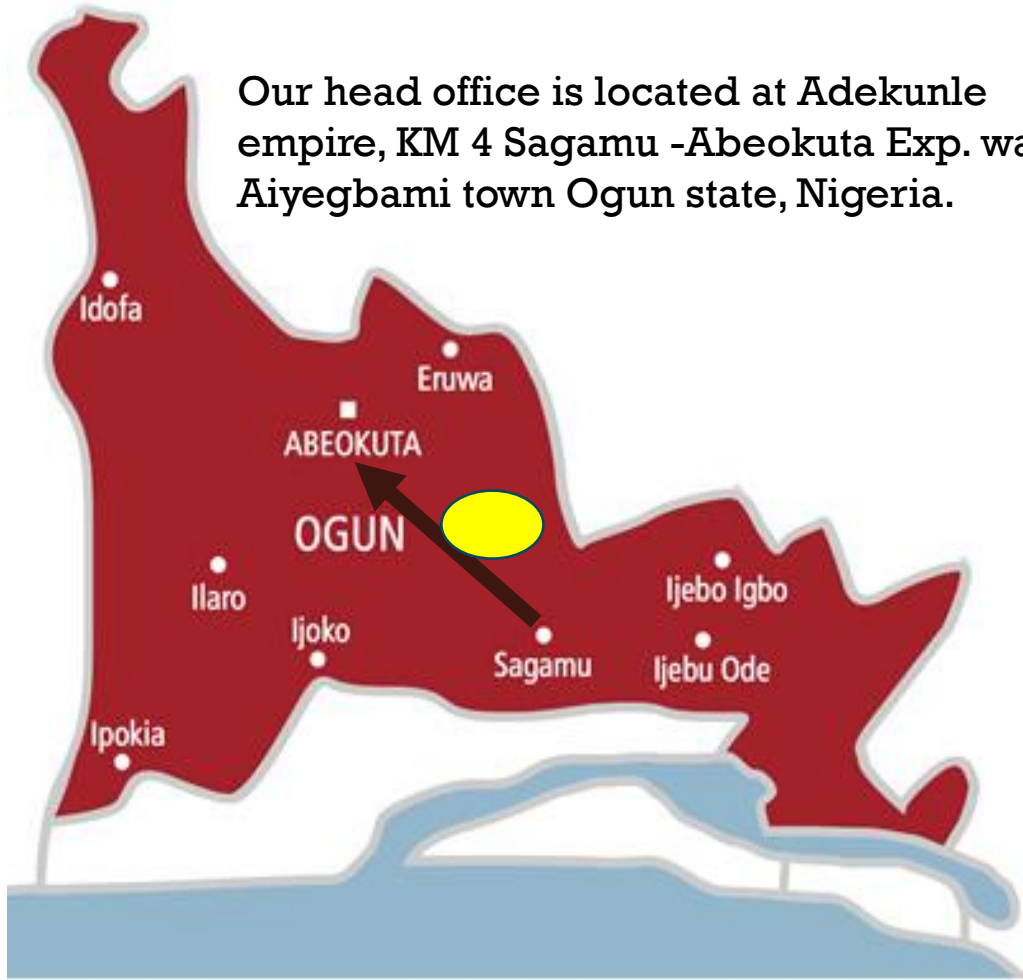 Our head office is located at Adekunle
empire, KM 4 Sagamu -Abeokuta Exp. wa
Aiyegbami town Ogun state, Nigeria.
Idofa
Eruwa
ABEOKUTA
OGUN
Ilaro
Ijebo Igbo
Ijoko
Sagamu
Ijebu Ode
Ipokia